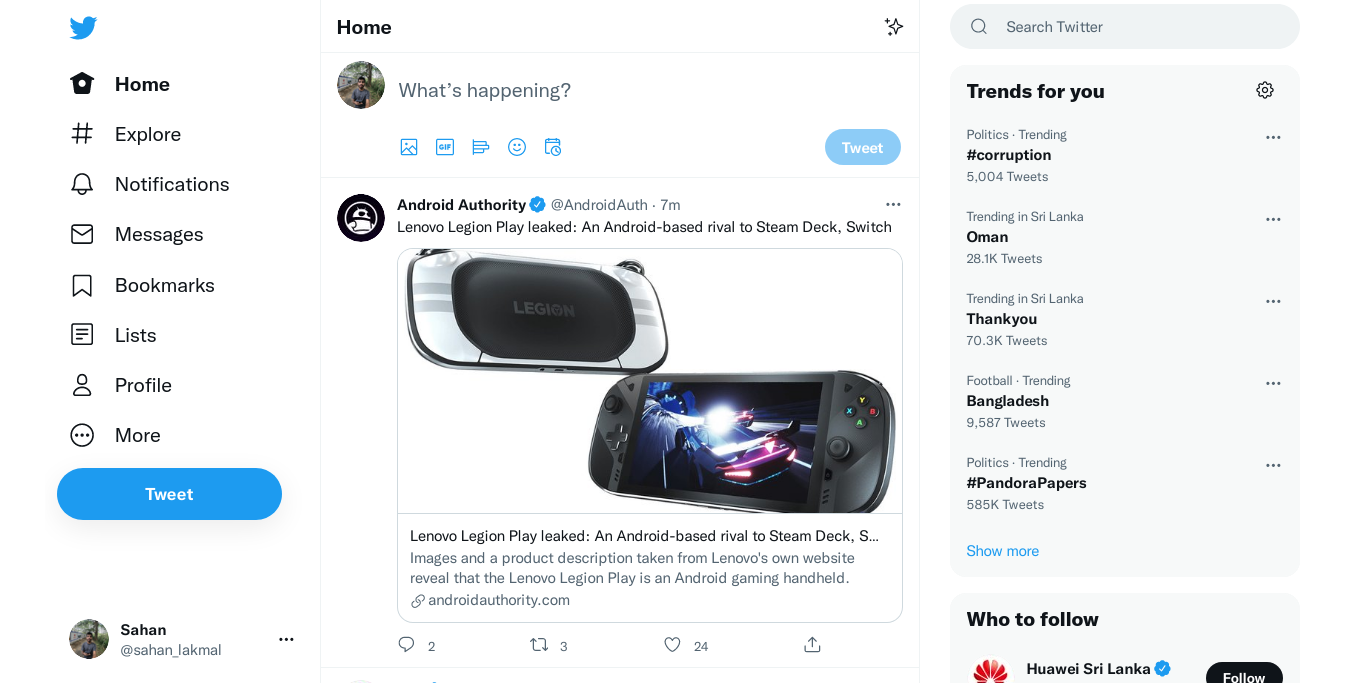 Home
Explore
Notifications
Messages
Bookmarks
Lists
Profile
More
Tweet
Sahan
@sahan_lakmal
Home
What's happening?
GIF
Tweet
Android Authority @AndroidAuth · 7m
Lenovo Legion Play leaked: An Android-based rival to Steam Deck, Switch
LEGION
Y
X B
A
Lenovo Legion Play leaked: An Android-based rival to Steam Deck, S...
Images and a product description taken from Lenovo's own website
reveal that the Lenovo Legion Play is an Android gaming handheld.
androidauthority.com
2 3 24
Search Twitter
Trends for you
Politics · Trending
#corruption
5,004 Tweets
Trending in Sri Lanka
Oman
28.1K Tweets
Trending in Sri Lanka
Thankyou
70.3K Tweets
Football · Trending
Bangladesh
9,587 Tweets
Politics · Trending
#PandoraPapers
585K Tweets
Show more
Who to follow
Huawei Sri Lanka
Follow